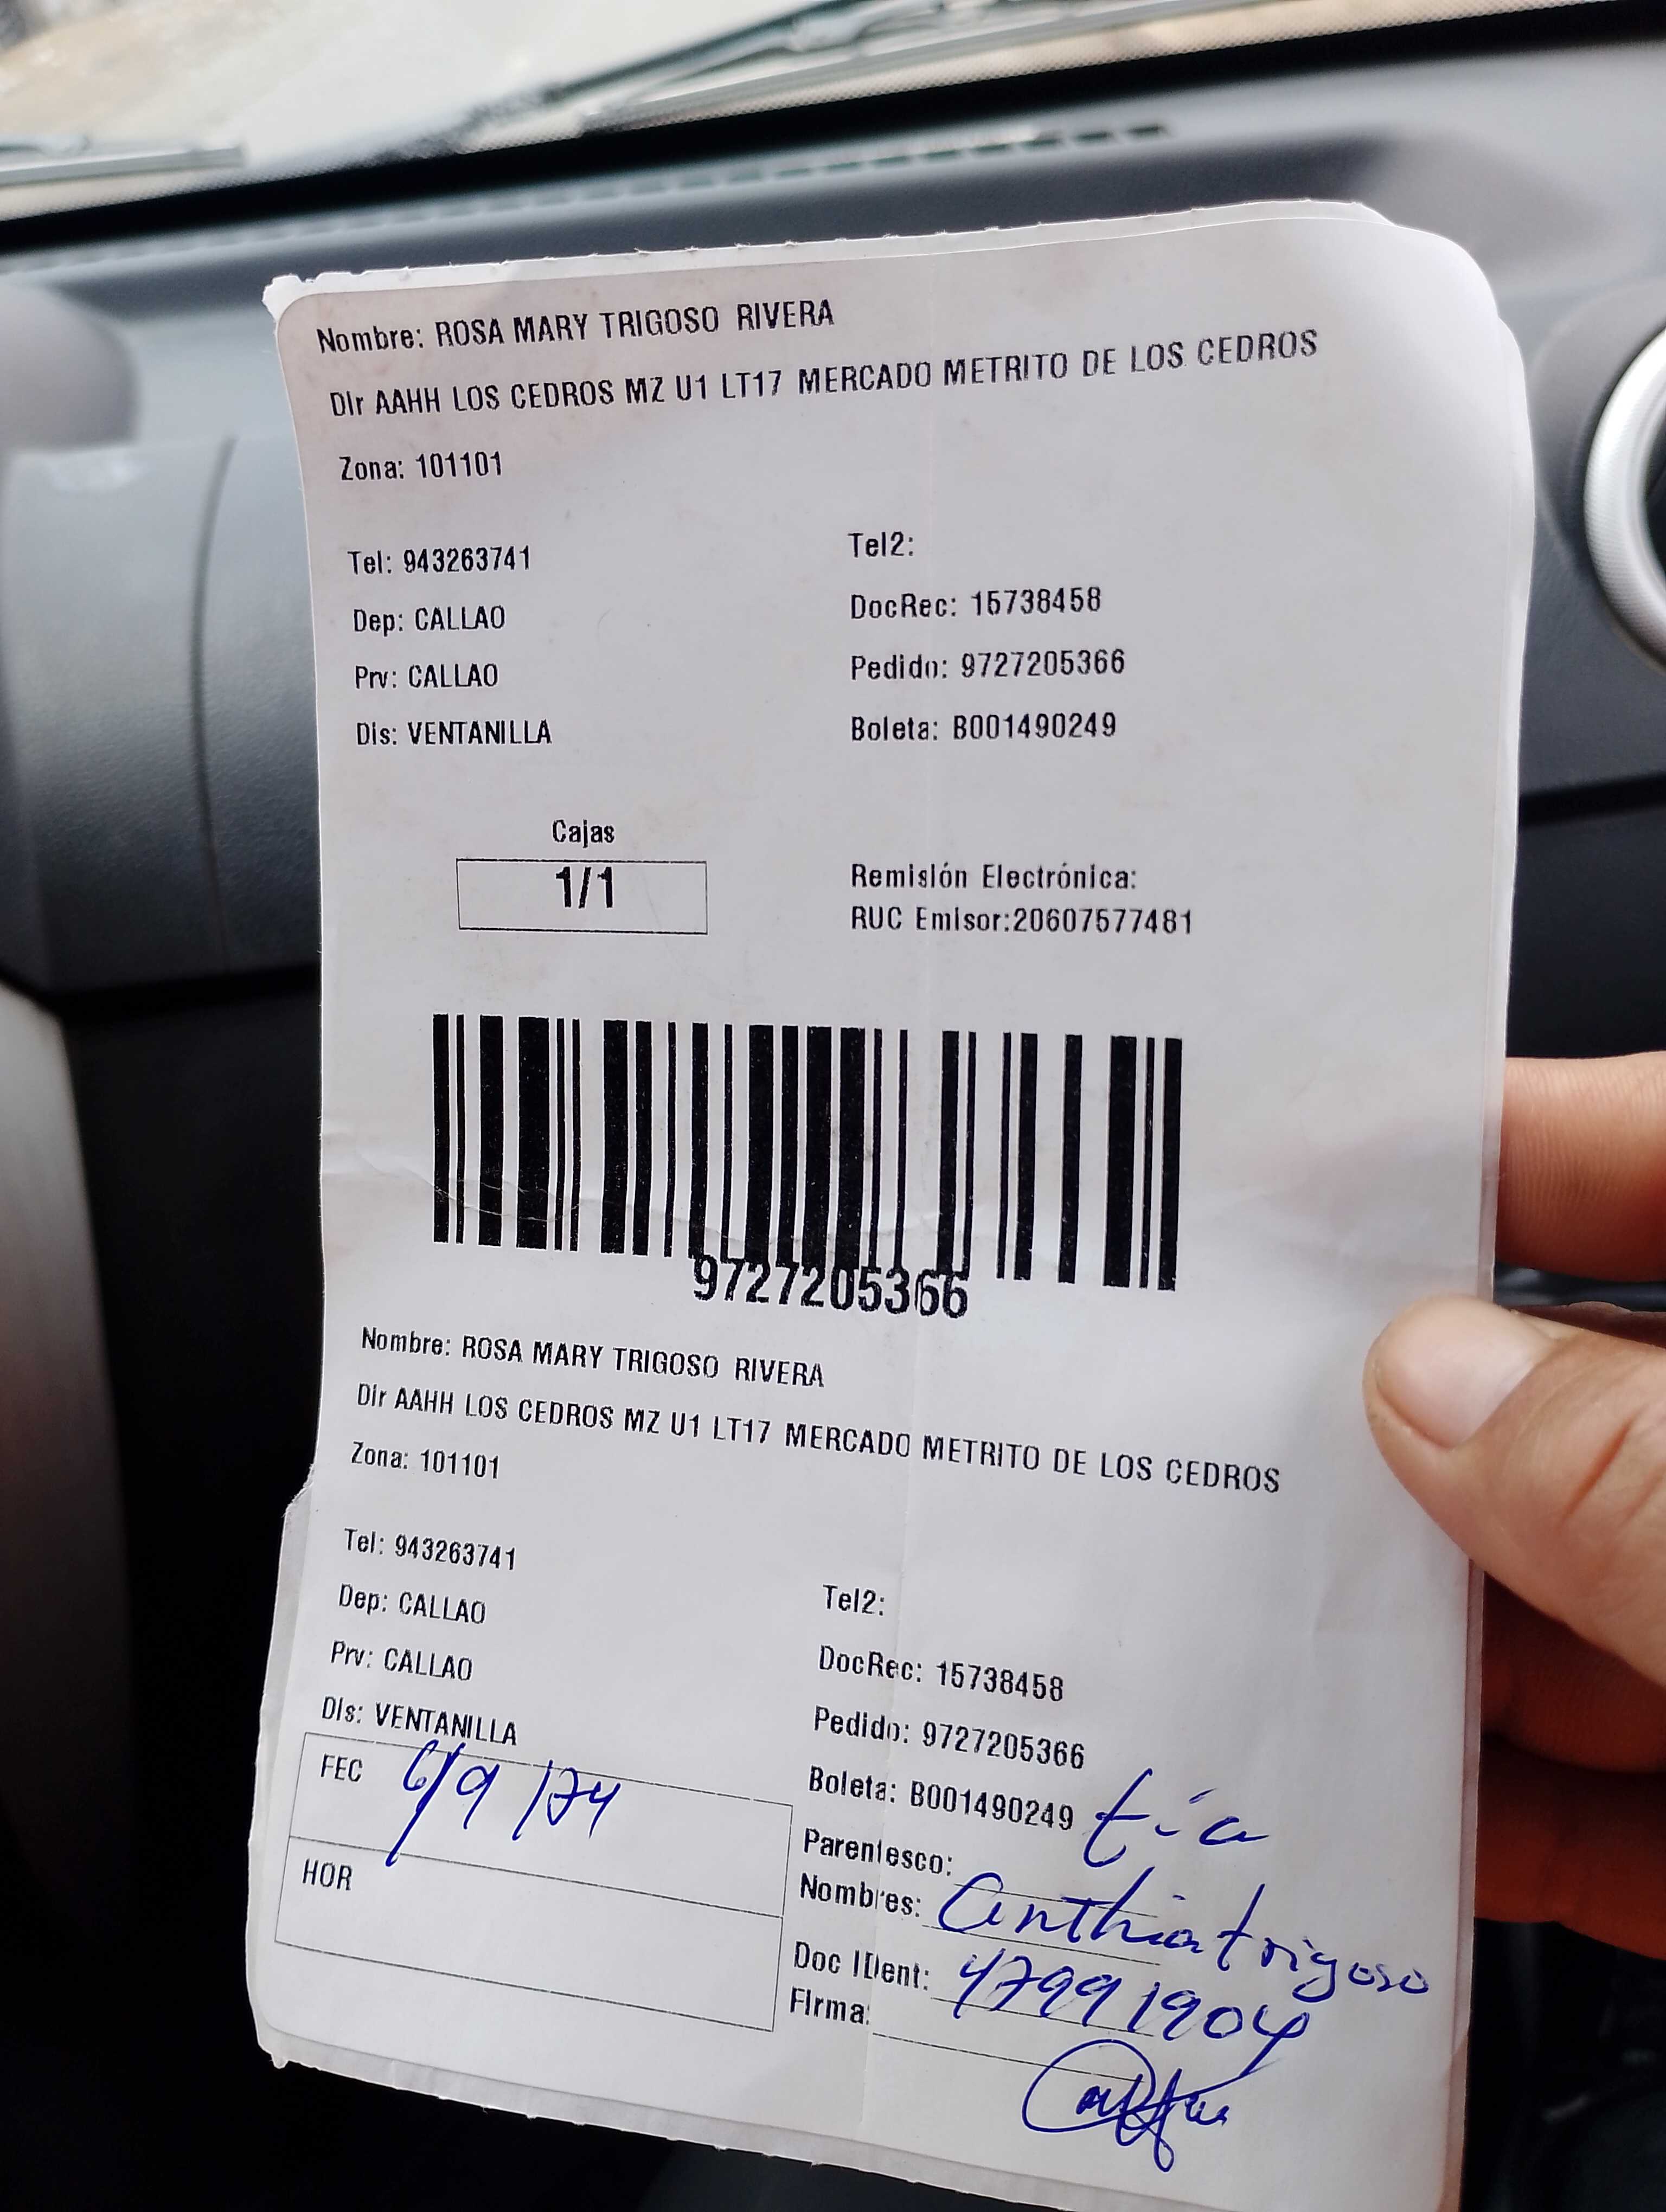 Nombre: ROSA MARY TRIGOSO RIVERA
Dir AAHH LOS CEDROS MZ U1 LT17 MERCADO METRITO DE LOS CEDROS
Zona: 101101
Tel: 943263741
Tel2:
Dep: CALLAO
DocRec: 15738458
Prv: CALLAO
Pedido: 9727205366
Dis: VENTANILLA
Boleta: B001490249
Cajas
1/1
Remisión Electrónica:
RUC Emisor:20607577481
9727205366
Nombre: ROSA MARY TRIGOSO RIVERA
Dir AAHH LOS CEDROS MZ U1 LT17 MERCADO METRITO DE LOS CEDROS
Zona: 101101
Tel: 943263741
Tel2:
Dep: CALLAO
DocRec: 15738458
Prv: CALLAO
Pedido: 9727205366
Dis: VENTANILLA
Boleta: B001490249
FEC 6/9/24
HOR
Parentesco: tía
Nombres: Cinthia trigoso
Doc IDent: 47991904
Firma: